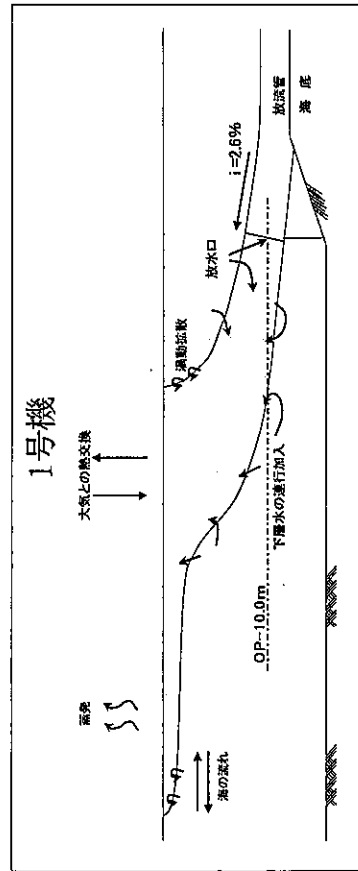 1号機
蒸発
大気との熱交換
渦動拡散
海の流れ
下層水の連行加入
OP-10.0m
放水口
i=2.6%
放流管
海底